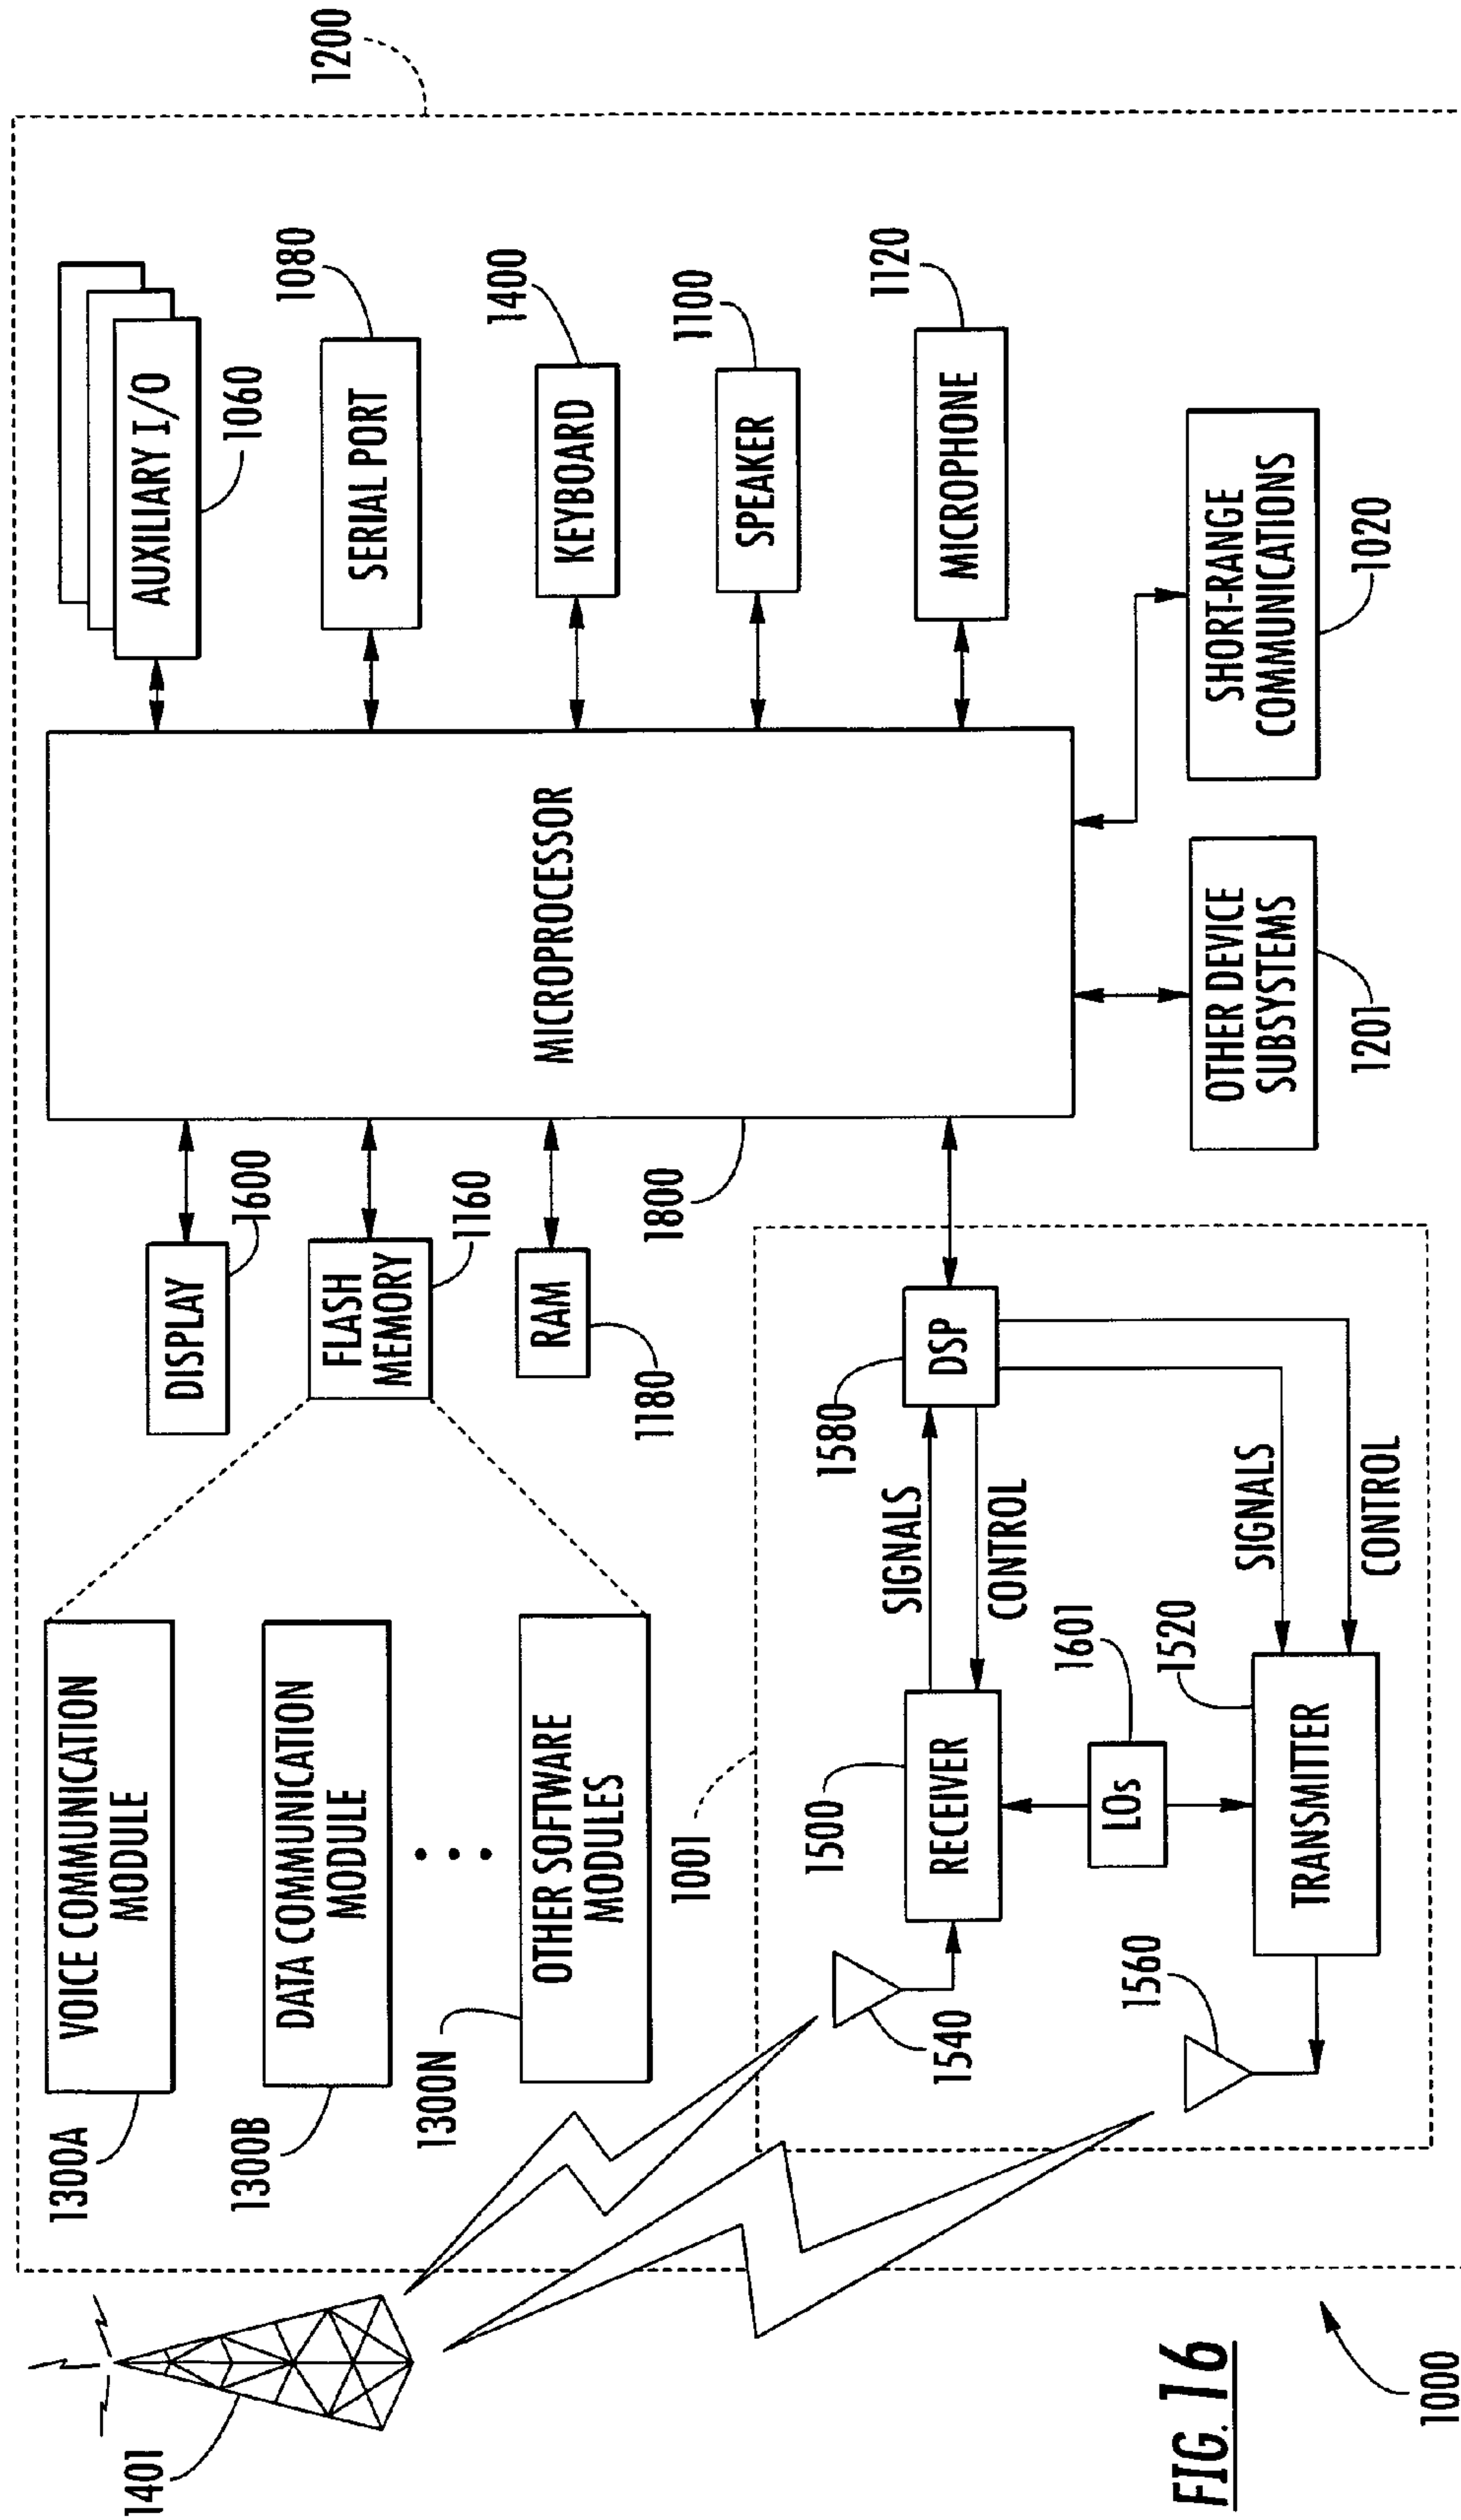 1401
1300A
VOICE COMMUNICATION
MODULE
1300B
DATA COMMUNICATION
MODULE
1300N
OTHER SOFTWARE
MODULES
DISPLAY
1600
FLASH
MEMORY
1160
RAM
1180
1800
MICROPROCESSOR
AUXILIARY I/O
1060
SERIAL PORT
1080
KEYBOARD
1400
SPEAKER
1100
MICROPHONE
1120
1200
1001
1500
RECEIVER
1540
SIGNALS
CONTROL
1580
DSP
1601
LOs
1560
1520
TRANSMITTER
SIGNALS
CONTROL
OTHER DEVICE
SUBSYSTEMS
1201
SHORT-RANGE
COMMUNICATIONS
1020
FIG. 16
1000